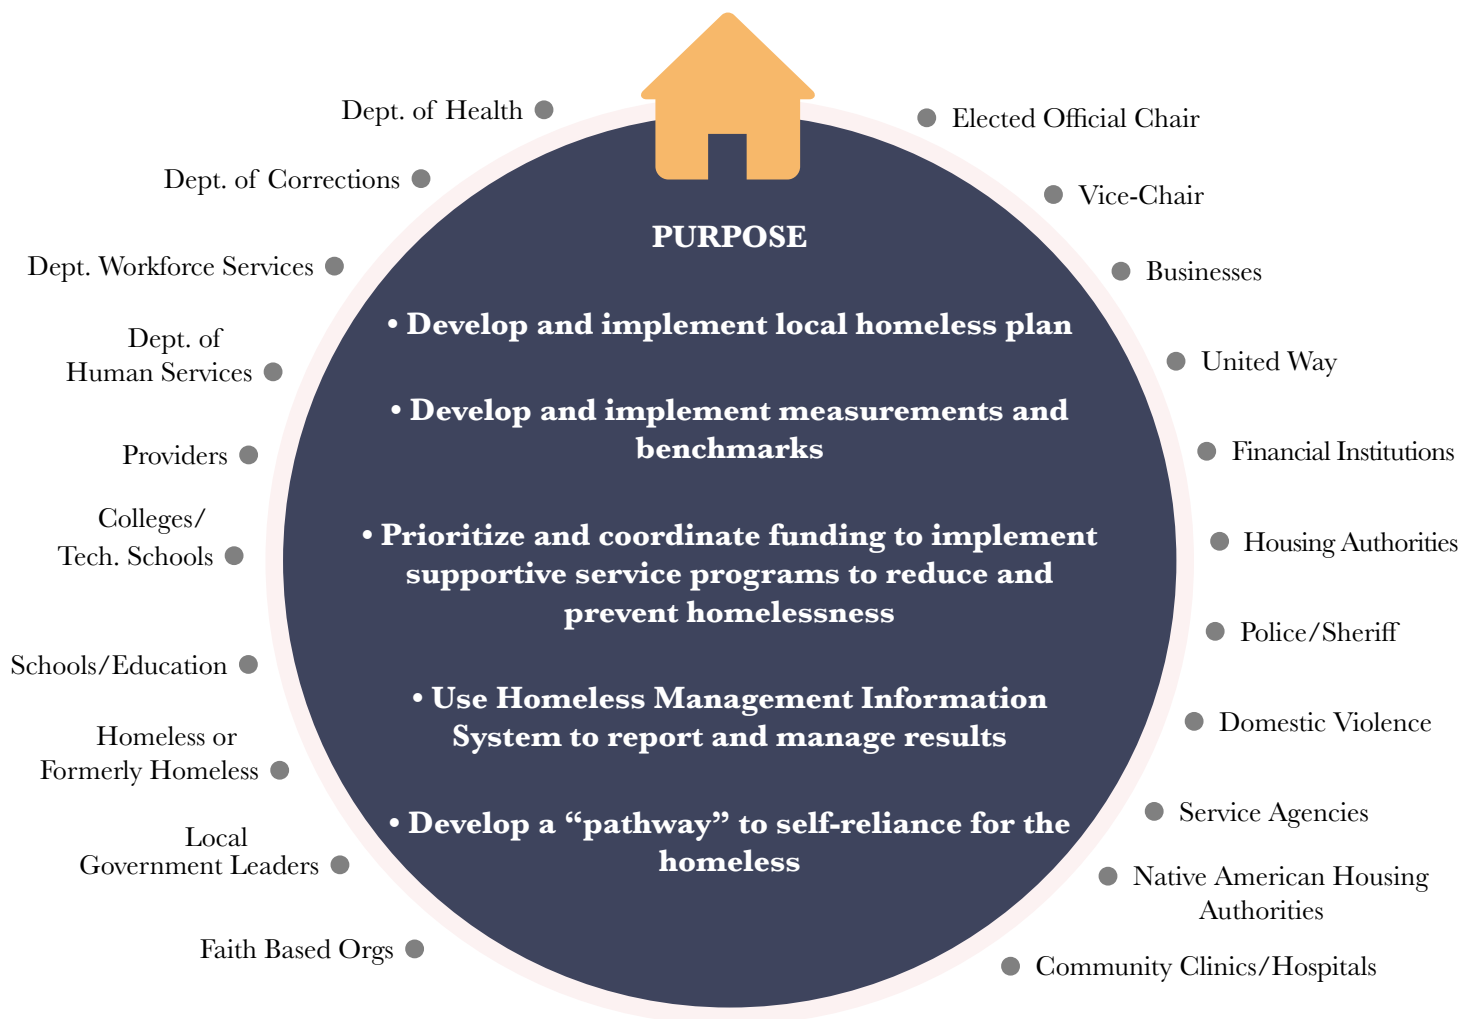 Dept. of Health
Dept. of Corrections
Dept. Workforce Services
Dept. of
Human Services
Providers
Colleges/
Tech. Schools
Schools/Education
Homeless or
Formerly Homeless
Local
Government Leaders
Faith Based Orgs
PURPOSE
• Develop and implement local homeless plan
• Develop and implement measurements and
benchmarks
• Prioritize and coordinate funding to implement
supportive service programs to reduce and
prevent homelessness
• Use Homeless Management Information
System to report and manage results
• Develop a “pathway” to self-reliance for the
homeless
Elected Official Chair
Vice-Chair
Businesses
United Way
Financial Institutions
Housing Authorities
Police/Sheriff
Domestic Violence
Service Agencies
Native American Housing
Authorities
Community Clinics/Hospitals